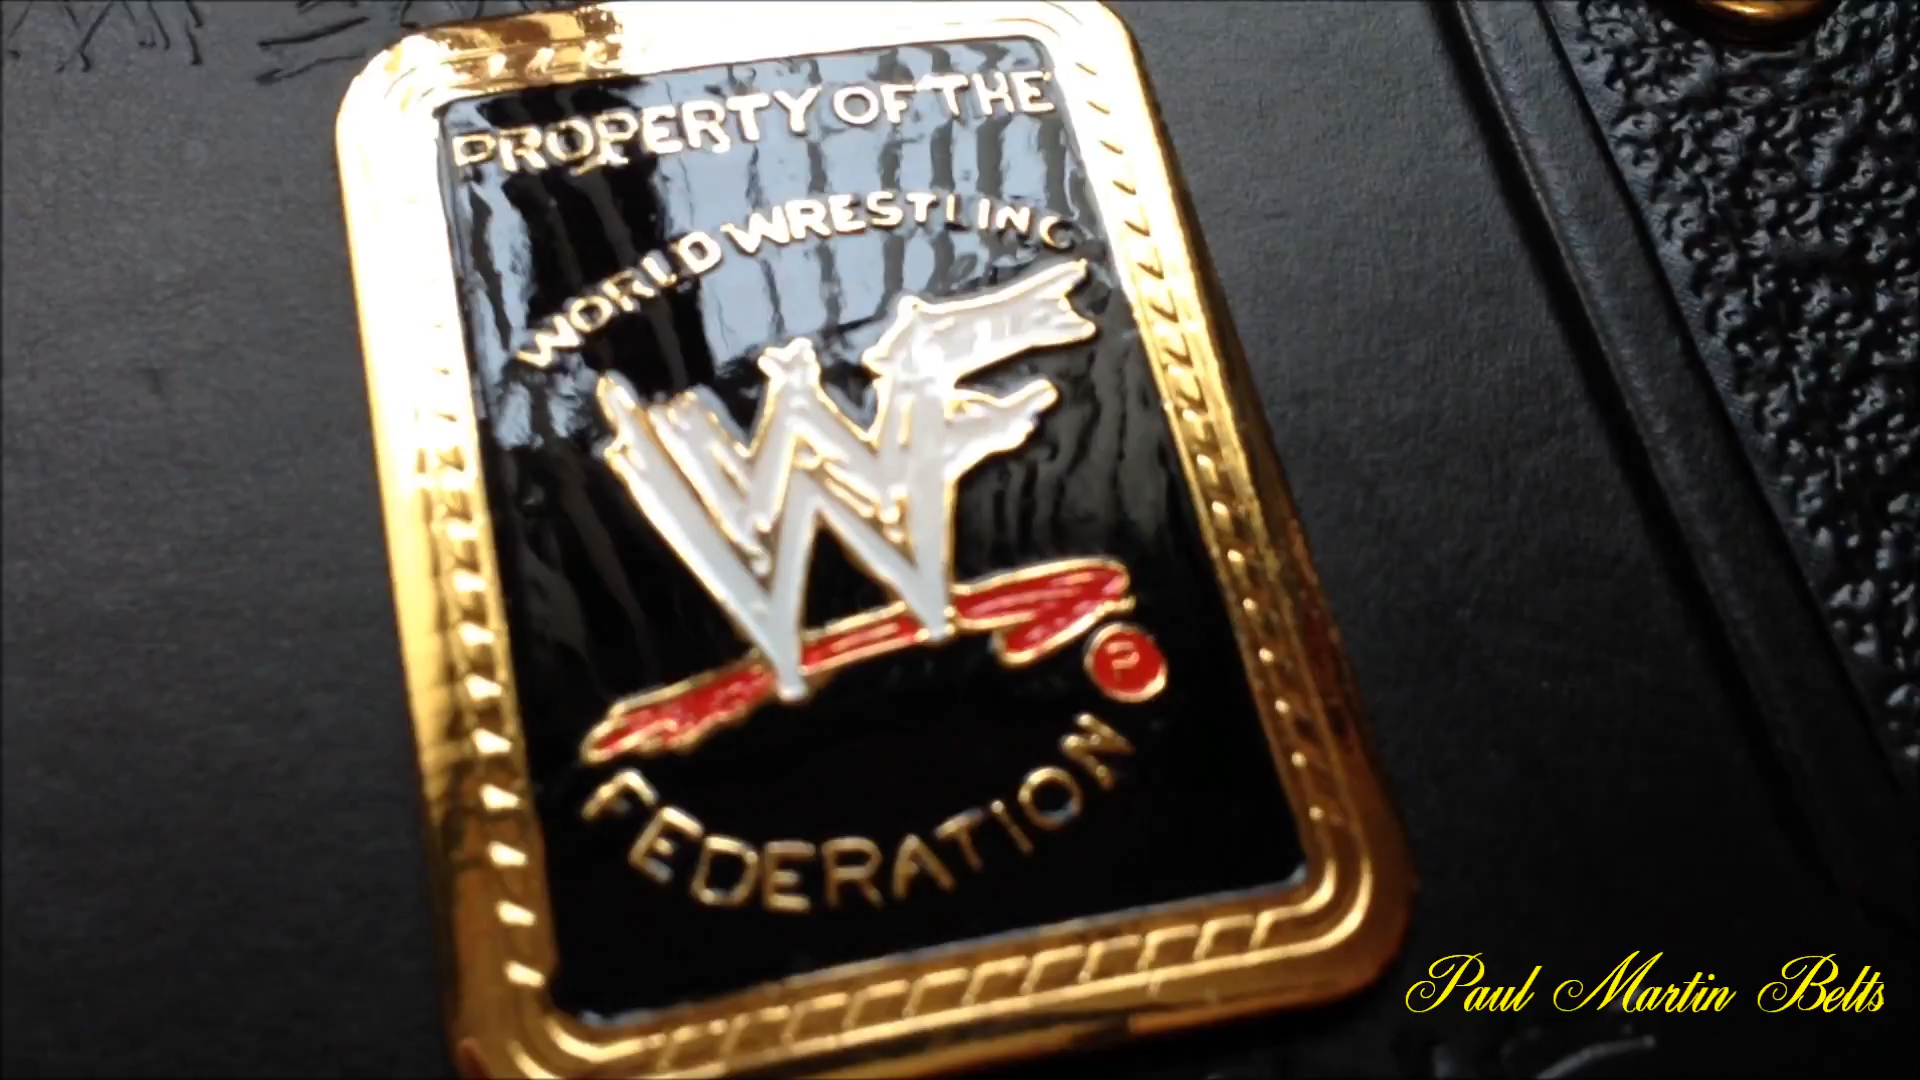 PROPERTY OF THE
WORLD WRESTLING
WF
FEDERATION
Paul Martin Belts